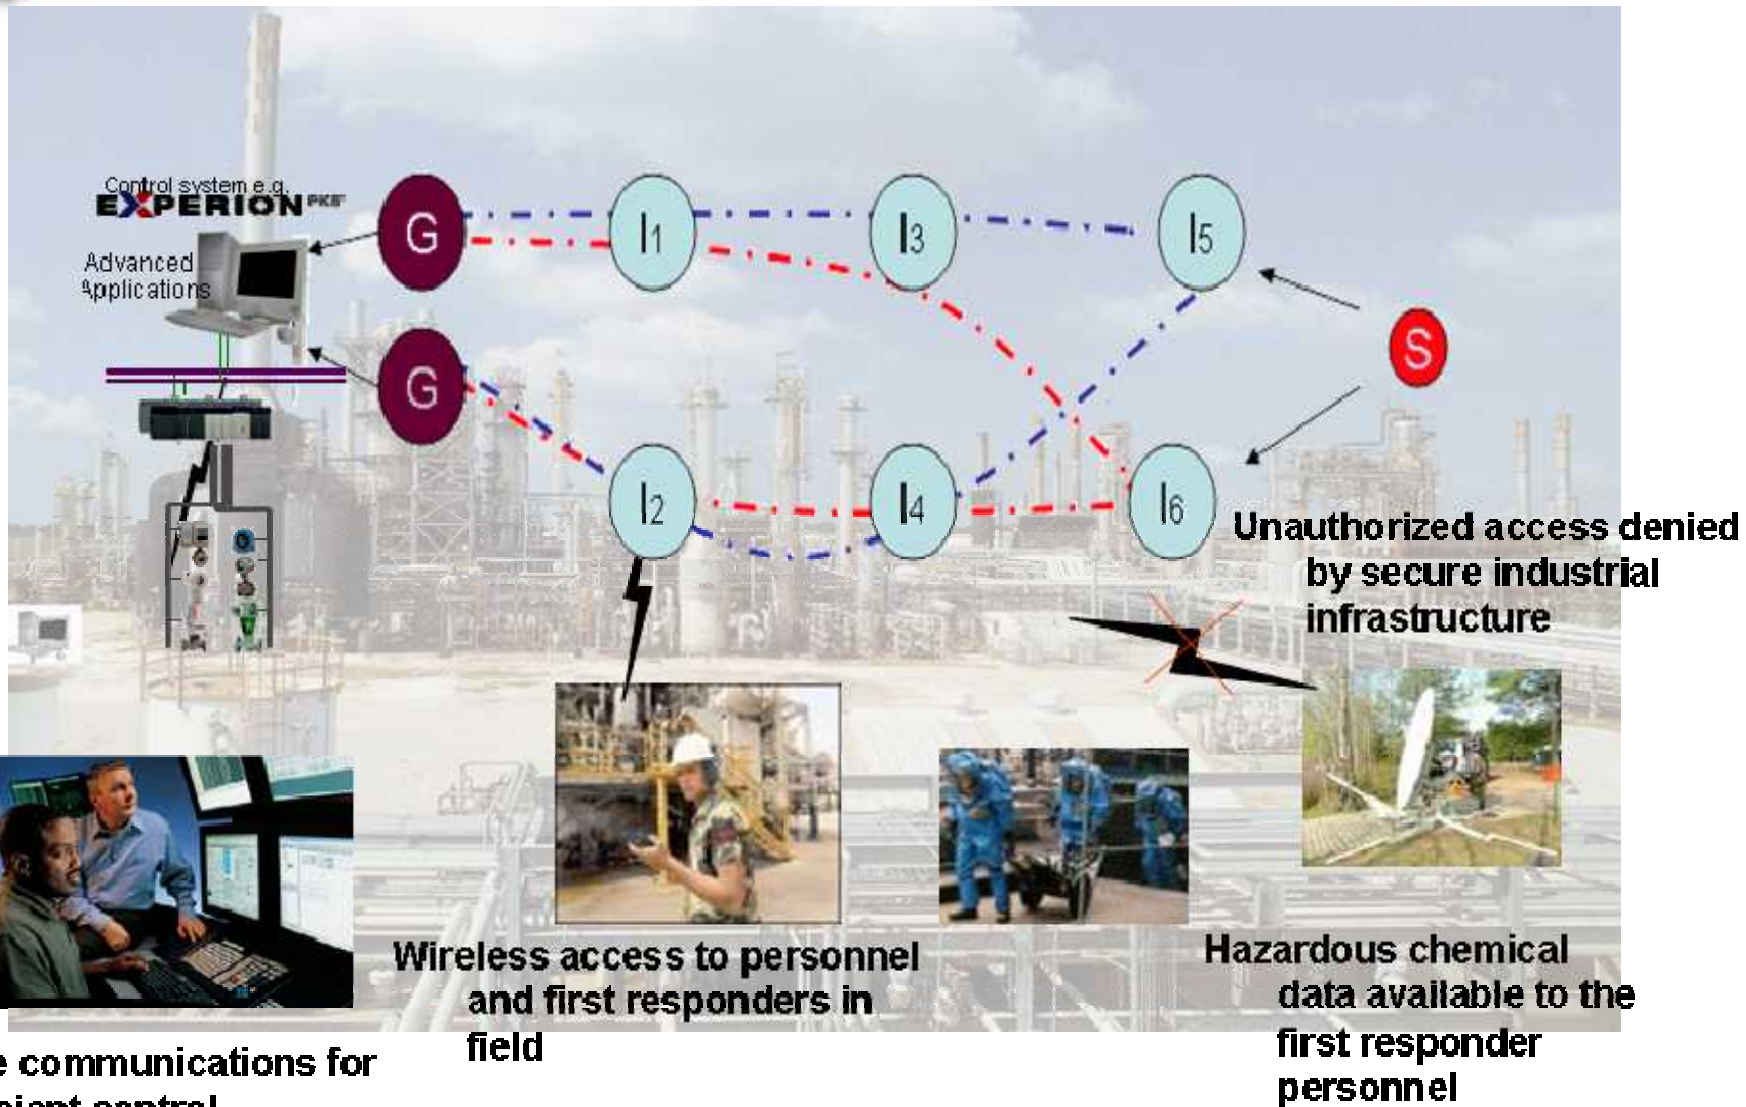 Control system e.g.
EXPERION PKS
Advanced
Applications
G
I1
I3
I5
S
G
I2
I4
I6
Unauthorized access denied
by secure industrial
infrastructure
Wireless access to personnel
and first responders in
field
Hazardous chemical
data available to the
first responder
personnel
e communications for
control